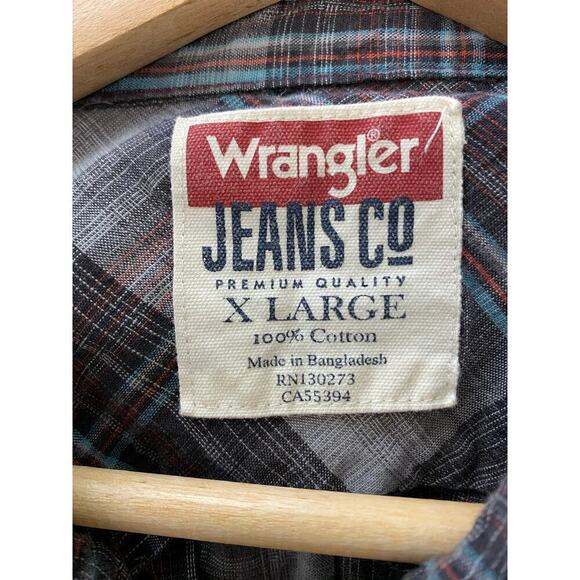 Wrangler®
JEANS CO
PREMIUM QUALITY
X LARGE
100% Cotton
Made in Bangladesh
RN130273
CA55394